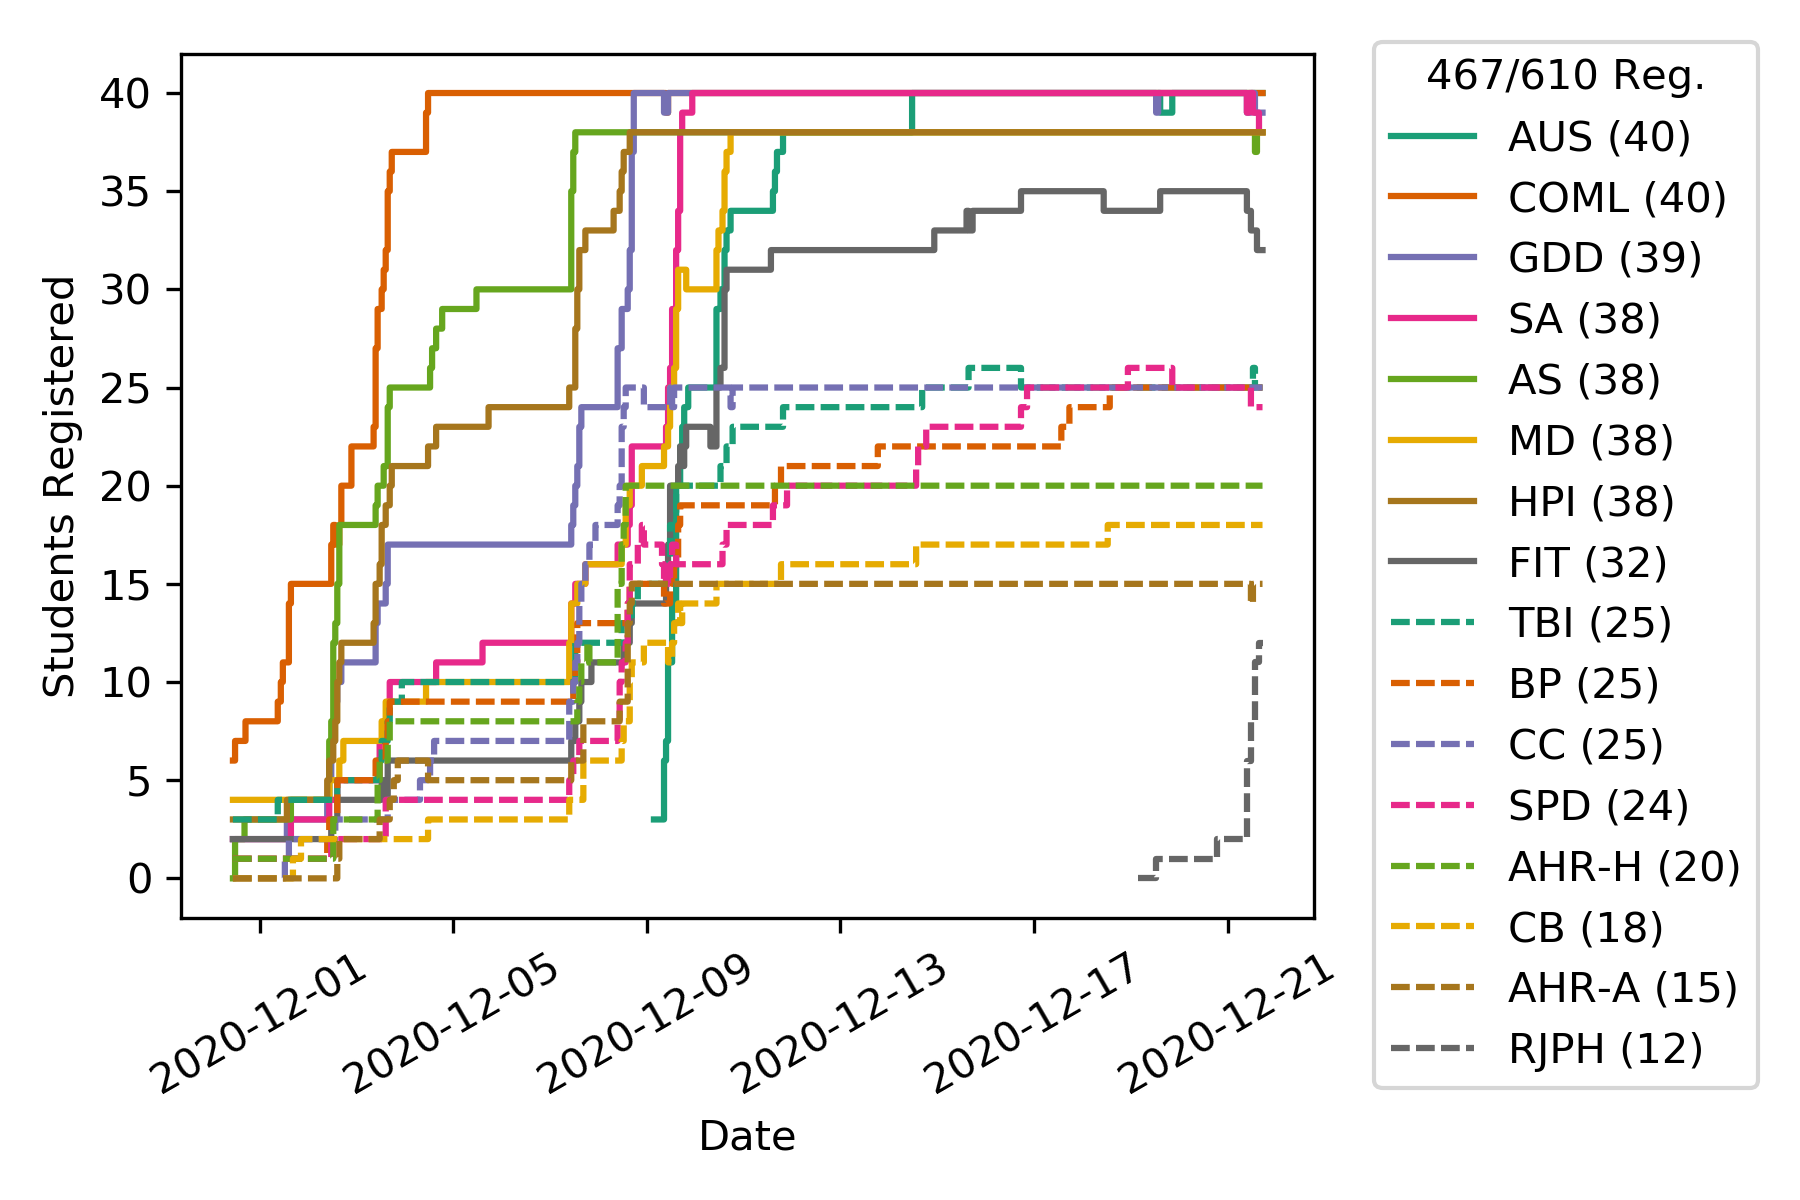 40
35
30
25
20
15
10
5
0
Students Registered
2020-12-01
2020-12-05
2020-12-09
2020-12-13
2020-12-17
2020-12-21
Date
467/610 Reg.
AUS (40)
COML (40)
GDD (39)
SA (38)
AS (38)
MD (38)
HPI (38)
FIT (32)
TBI (25)
BP (25)
CC (25)
SPD (24)
AHR-H (20)
CB (18)
AHR-A (15)
RJPH (12)